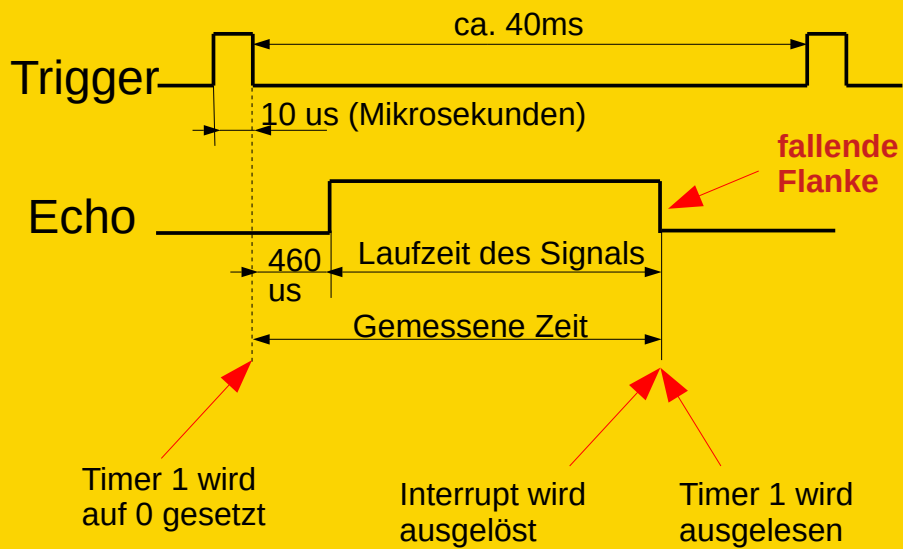 ca. 40ms
Trigger
10 us (Mikrosekunden)
fallende
Flanke
Echo
460
us
Laufzeit des Signals
Gemessene Zeit
Timer 1 wird
auf 0 gesetzt
Interrupt wird
ausgelöst
Timer 1 wird
ausgelesen